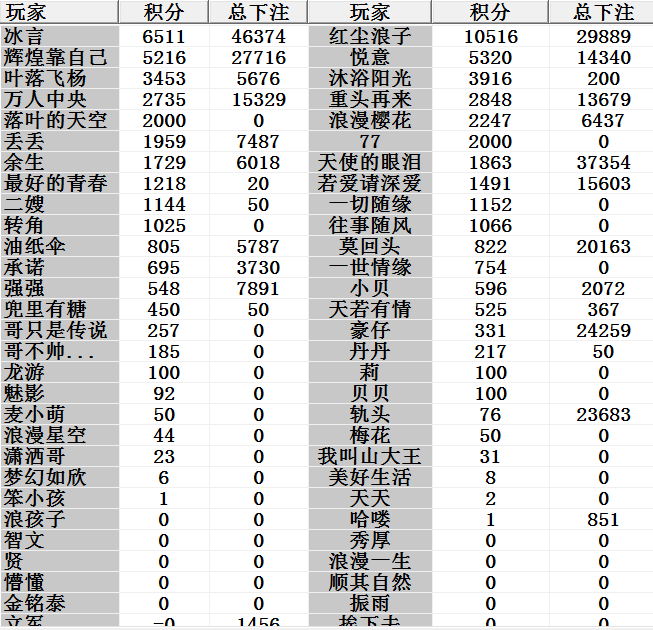 玩家 积分 总下注 玩家 积分 总下注
冰言 6511 46374 红尘浪子 10516 29889
辉煌靠自己 5216 27716 悦意 5320 14340
叶落飞杨 3453 5676 沐浴阳光 3916 200
万人中央 2735 15329 重头再来 2848 13679
落叶的天空 2000 0 浪漫樱花 2247 6437
丢丢 1959 7487 77 2000 0
余生 1729 6018 天使的眼泪 1863 37354
最好的青春 1218 20 若爱请深爱 1491 15603
二嫂 1144 50 一切随缘 1152 0
转角 1025 0 往事随风 1066 0
油纸伞 805 5787 莫回头 822 20163
承诺 695 3730 一世情缘 754 0
强强 548 7891 小贝 596 2072
兜里有糖 450 50 天若有情 525 367
哥只是传说 257 0 豪仔 331 24259
哥不帅... 185 0 丹丹 217 50
龙游 100 0 莉 100 0
魅影 92 0 贝贝 100 0
麦小萌 50 0 轨头 76 23683
浪漫星空 44 0 梅花 50 0
潇洒哥 23 0 我叫山大王 31 0
梦幻如欣 6 0 美好生活 8 0
笨小孩 1 0 天天 2 0
浪孩子 0 0 哈喽 1 851
智文 0 0 秀厚 0 0
贤 0 0 浪漫一生 0 0
懵懂 0 0 顺其自然 0 0
金铭泰 0 0 振雨 0 0
文军 -0 1456 挨下去 0 0